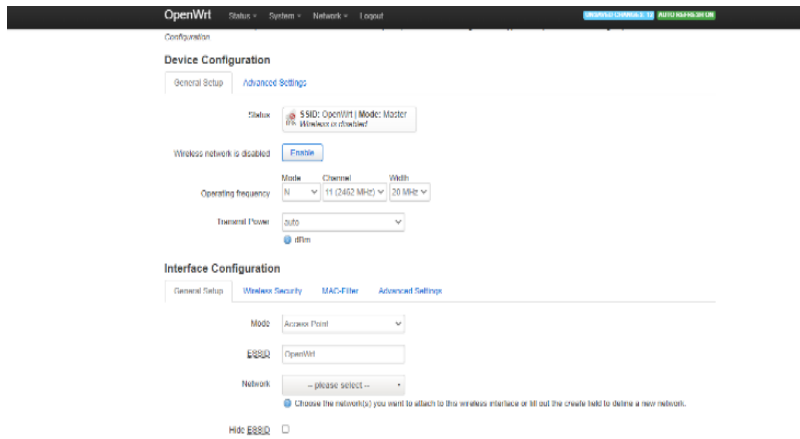 OpenWrt Status System Network Logout UNSAVED CHANGES: 13 AUTO REFRESH ON
Configuration.
Device Configuration
General Setup Advanced Settings
Status
SSID: OpenWrt | Mode: Master
0% Wireless is disabled
Wireless network is disabled Enable
Mode Channel Width
Operating frequency N 11 (2462 MHz) 20 MHz
Transmit Power auto
dBm
Interface Configuration
General Setup Wireless Security MAC-Filter Advanced Settings
Mode Access Point
ESSID OpenWrt
Network -- please select --
Choose the network(s) you want to attach to this wireless interface or fill out the create field to define a new network.
Hide ESSID